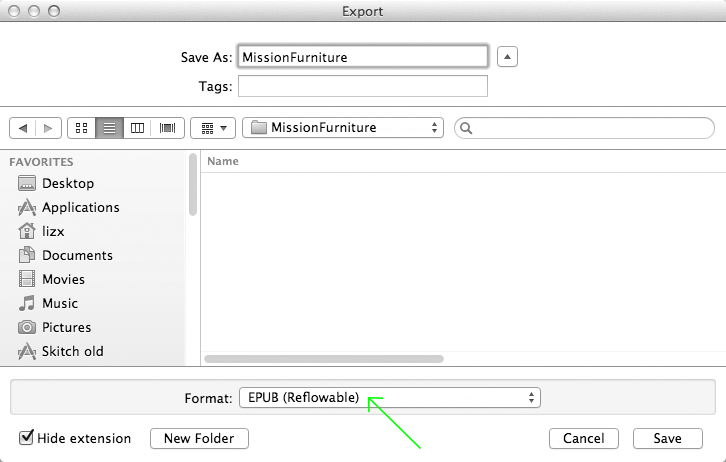 Export
Save As: MissionFurniture
Tags:
MissionFurniture
FAVORITES
Desktop
Applications
lizx
Documents
Movies
Music
Pictures
Skitch old
Name
Format: EPUB (Reflowable)
Hide extension New Folder Cancel Save